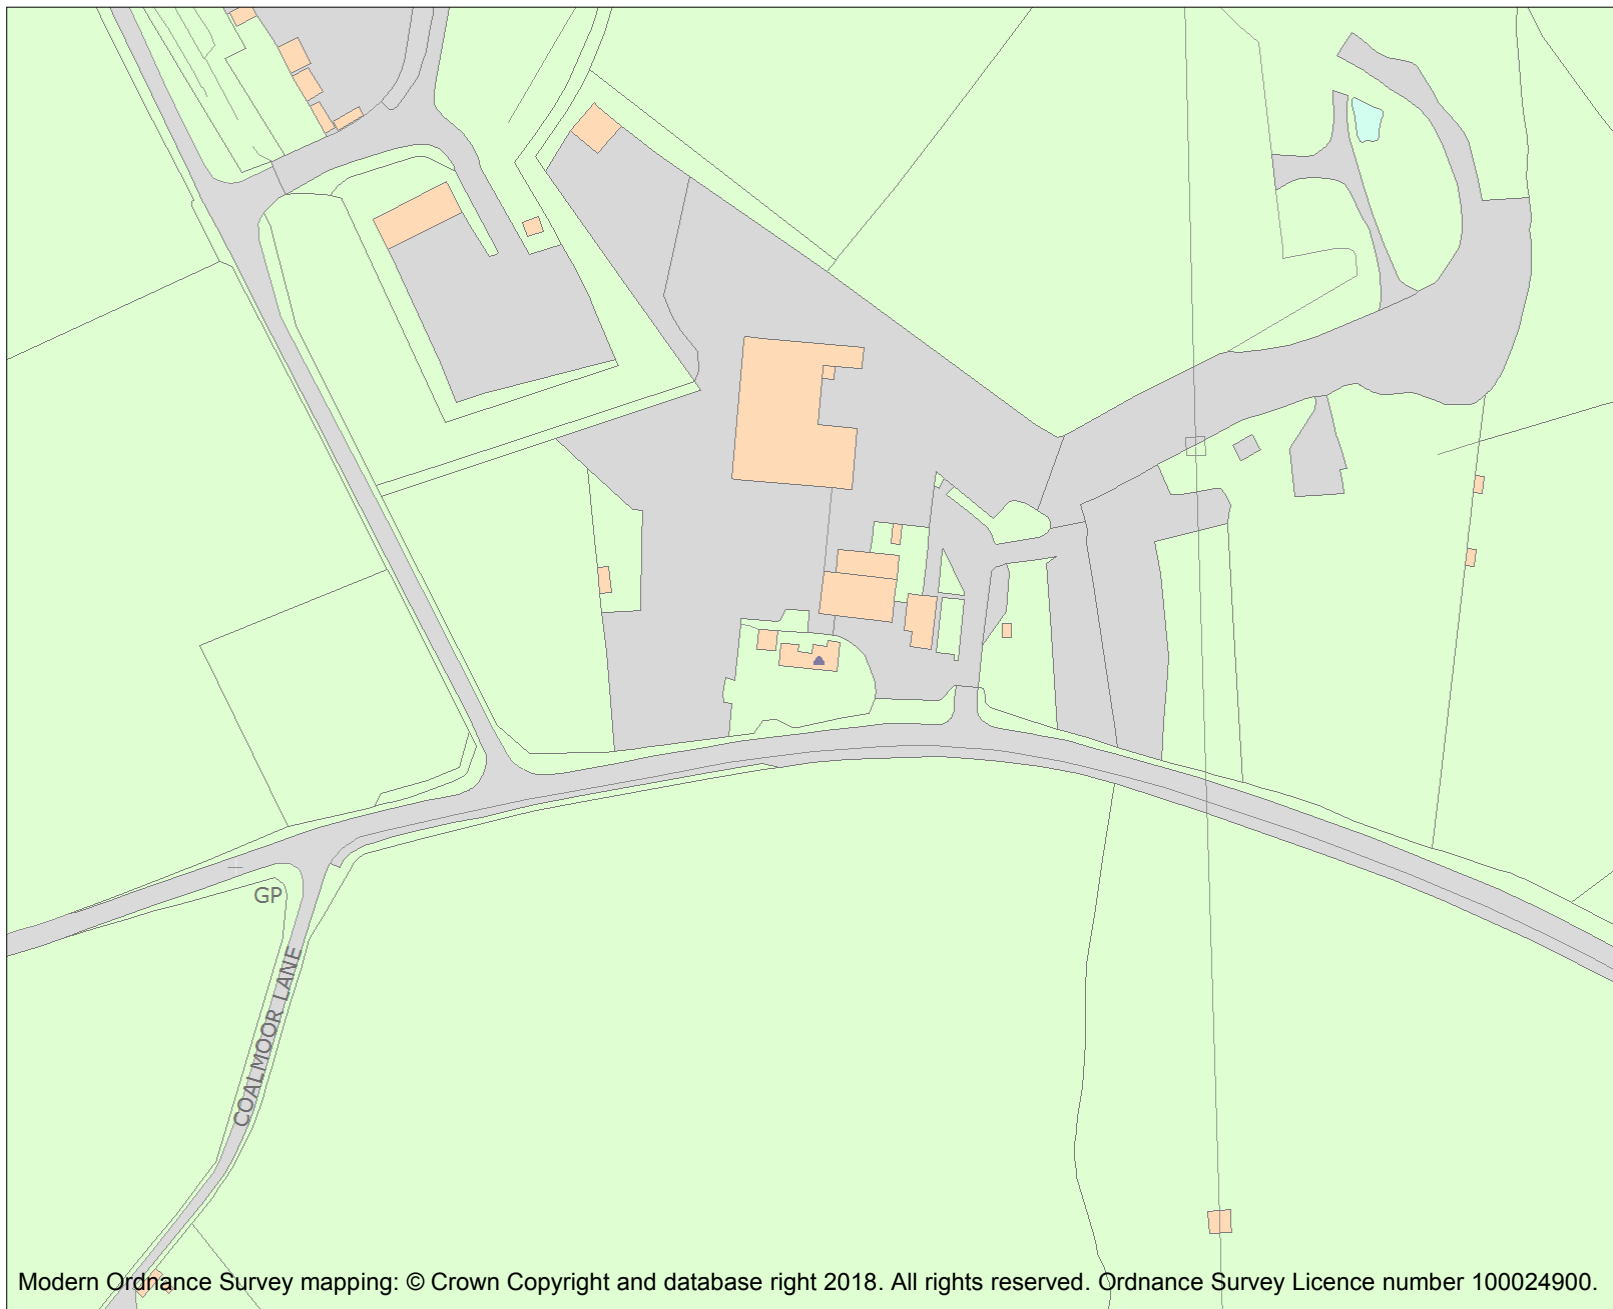 GP
COALMOOR LANE
Modern Ordnance Survey mapping: © Crown Copyright and database right 2018. All rights reserved. Ordnance Survey Licence number 100024900.